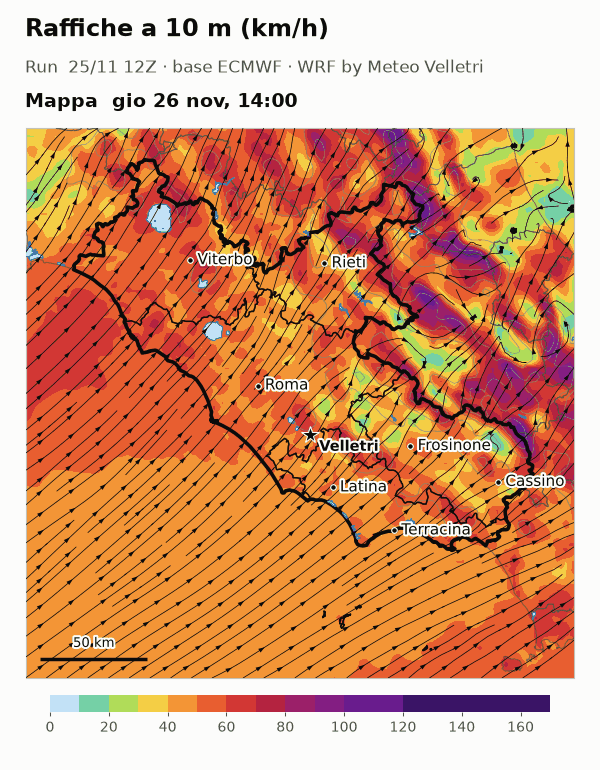 Raffiche a 10 m (km/h)
Run  25/11 12Z · base ECMWF · WRF by Meteo Velletri
Mappa  gio 26 nov, 14:00
Viterbo
Rieti
Roma
Velletri
Frosinone
Cassino
Latina
Terracina
50 km
0 20 40 60 80 100 120 140 160